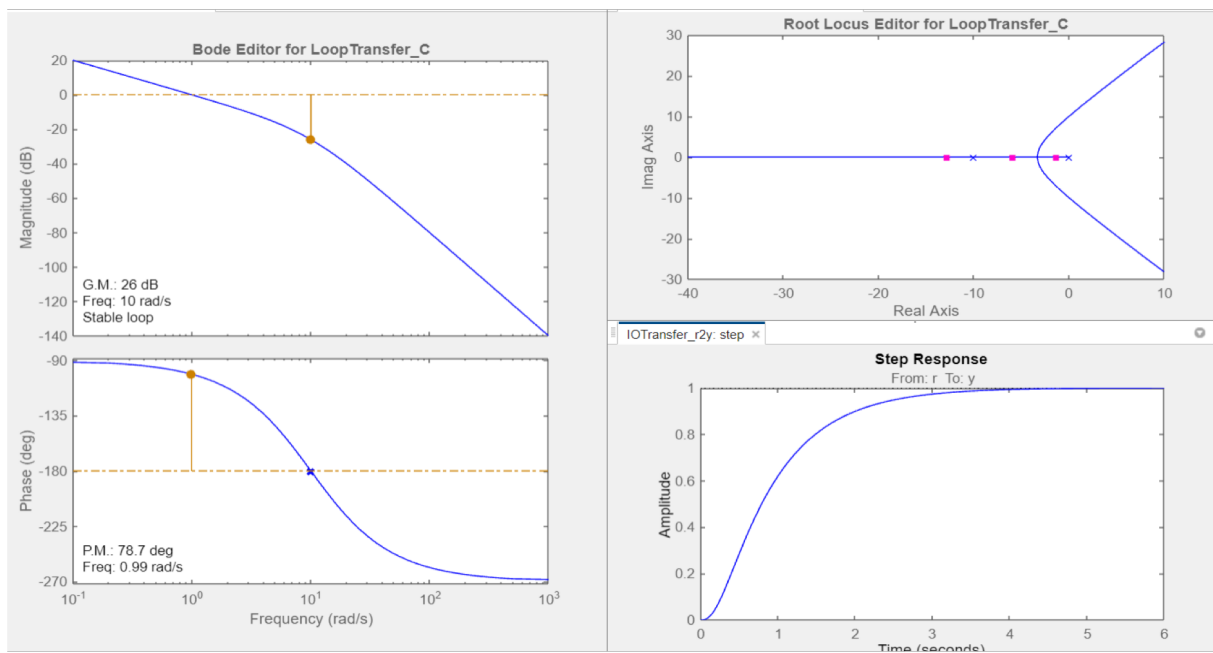 Bode Editor for LoopTransfer_C
Magnitude (dB)
20
0
-20
-40
-60
-80
-100
-120
-140
G.M.: 26 dB
Freq: 10 rad/s
Stable loop
Phase (deg)
-90
-135
-180
-225
-270
P.M.: 78.7 deg
Freq: 0.99 rad/s
10-1 100 101 102 103
Frequency (rad/s)
Root Locus Editor for LoopTransfer_C
Imag Axis
30
20
10
0
-10
-20
-30
-40 -30 -20 -10 0 10
Real Axis
IOTransfer_r2y: step ×
Step Response
From: r To: y
Amplitude
1
0.8
0.6
0.4
0.2
0
0 1 2 3 4 5 6
Time (seconds)